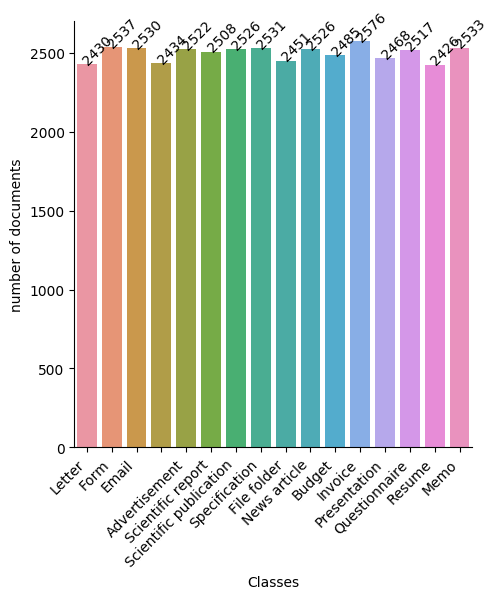 2430 2537 2530 2434 2522 2508 2526 2531 2451 2526 2485 2576 2468 2517 2426 2533
2500
2000
1500
1000
500
0
number of documents
Letter
Form
Email
Advertisement
Scientific report
Scientific publication
Specification
File folder
News article
Budget
Invoice
Presentation
Questionnaire
Resume
Memo
Classes